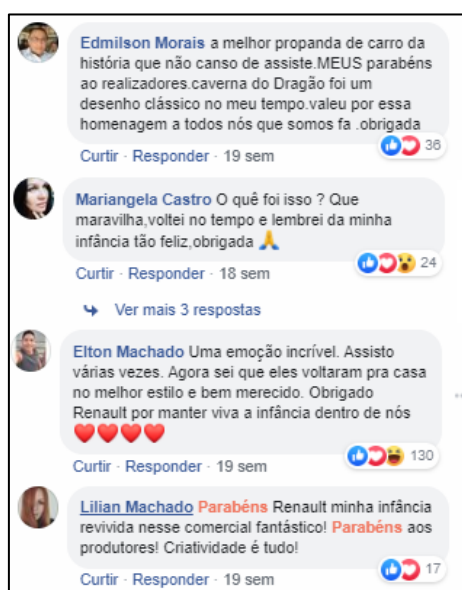 Edmilson Morais a melhor propanda de carro da
história que não canso de assiste.MEUS parabéns
ao realizadores.caverna do Dragão foi um
desenho clássico no meu tempo.valeu por essa
homenagem a todos nós que somos fa .obrigada
36
Curtir · Responder · 19 sem
Mariangela Castro O quê foi isso ? Que
maravilha,voltei no tempo e lembrei da minha
infância tão feliz,obrigada 🙏
24
Curtir · Responder · 18 sem
Ver mais 3 respostas
Elton Machado Uma emoção incrível. Assisto
várias vezes. Agora sei que eles voltaram pra casa
no melhor estilo e bem merecido. Obrigado
Renault por manter viva a infância dentro de nós
❤️❤️❤️❤️
130
Curtir · Responder · 19 sem
Lilian Machado Parabéns Renault minha infância
revivida nesse comercial fantástico! Parabéns aos
produtores! Criatividade é tudo!
17
Curtir · Responder · 19 sem